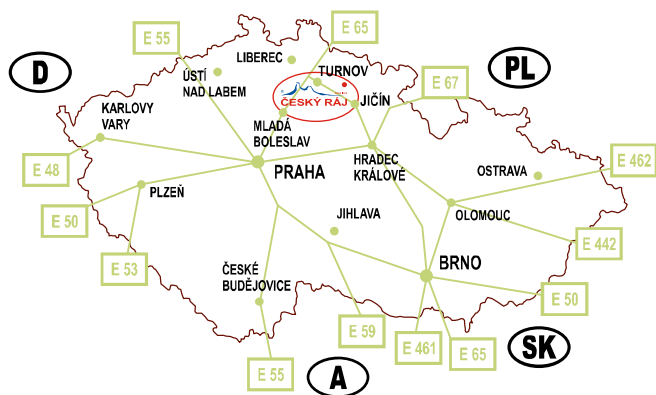 E 65
E 55
LIBEREC
D
ÚSTÍ
NAD LABEM
TURNOV
PL
E 67
ČESKÝ RÁJ
JIČÍN
KARLOVY
VARY
MLADÁ
BOLESLAV
HRADEC
KRÁLOVÉ
E 48
PRAHA
OSTRAVA
E 462
PLZEŇ
E 50
OLOMOUC
JIHLAVA
E 442
E 53
ČESKÉ
BUDĚJOVICE
BRNO
E 50
E 59
E 461
E 65
SK
E 55
A